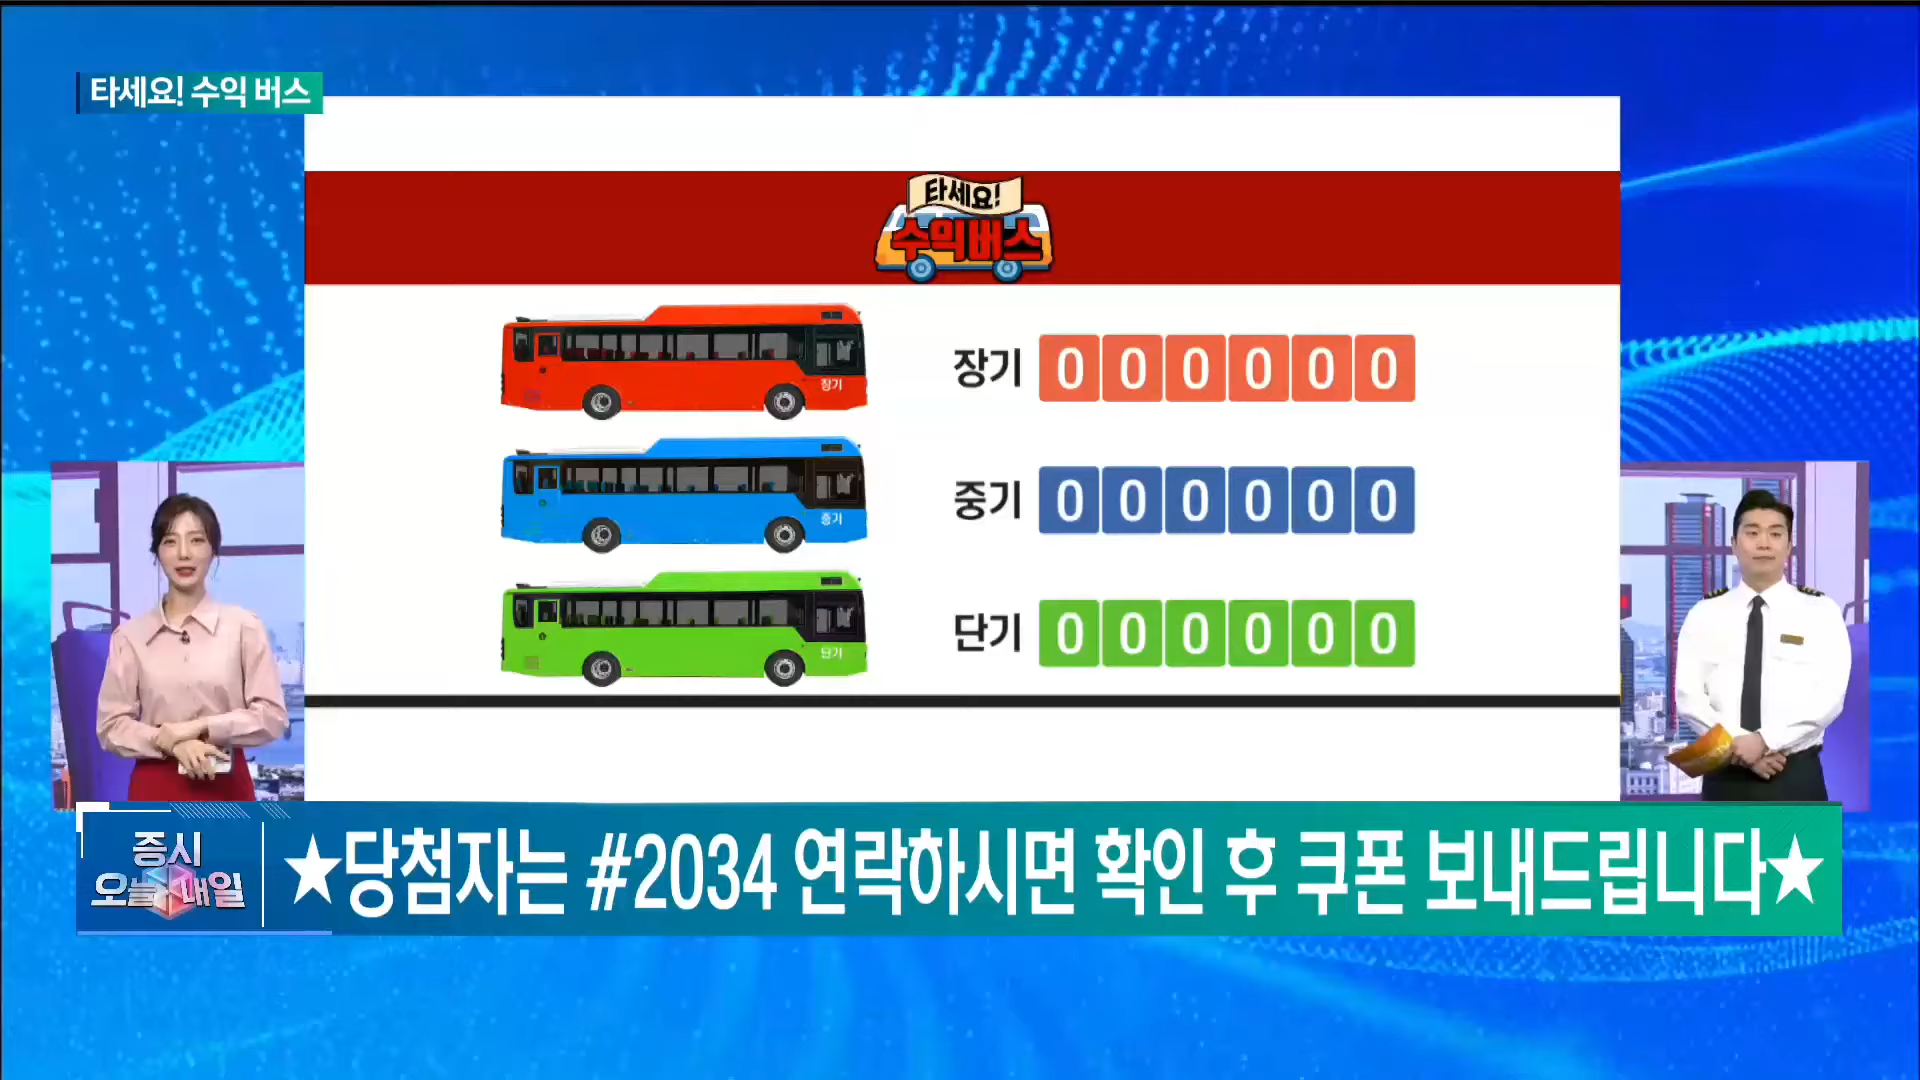 타세요! 수익 버스
타세요!
수익버스
장기
장기 0 0 0 0 0 0
중기
중기 0 0 0 0 0 0
단기
단기 0 0 0 0 0 0
증시
오늘 내일
★당첨자는 #2034 연락하시면 확인 후 쿠폰 보내드립니다★